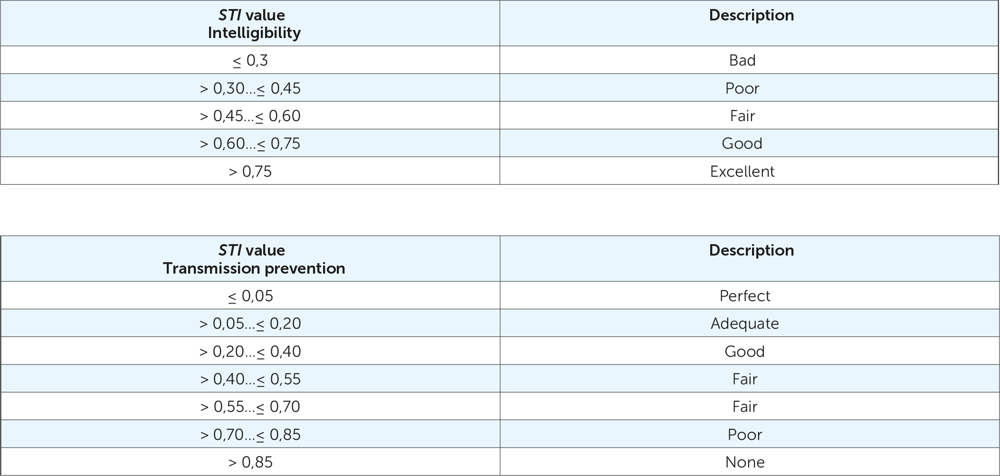 STI value Description
Intelligibility
≤ 0,3 Bad
> 0,30...≤ 0,45 Poor
> 0,45...≤ 0,60 Fair
> 0,60...≤ 0,75 Good
> 0,75 Excellent
STI value Description
Transmission prevention
≤ 0,05 Perfect
> 0,05...≤ 0,20 Adequate
> 0,20...≤ 0,40 Good
> 0,40...≤ 0,55 Fair
> 0,55...≤ 0,70 Fair
> 0,70...≤ 0,85 Poor
> 0,85 None